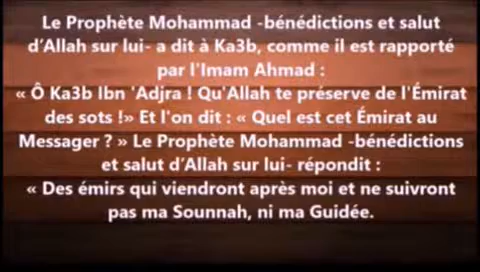 Le Prophète Mohammad -bénédictions et salut
d’Allah sur lui- a dit à Ka3b, comme il est rapporté
par l'Imam Ahmad :
« Ô Ka3b Ibn 'Adjra ! Qu'Allah te préserve de l'Émirat
des sots !» Et l'on dit : « Quel est cet Émirat au
Messager ? » Le Prophète Mohammad -bénédictions
et salut d’Allah sur lui- répondit :
« Des émirs qui viendront après moi et ne suivront
pas ma Sounnah, ni ma Guidée.